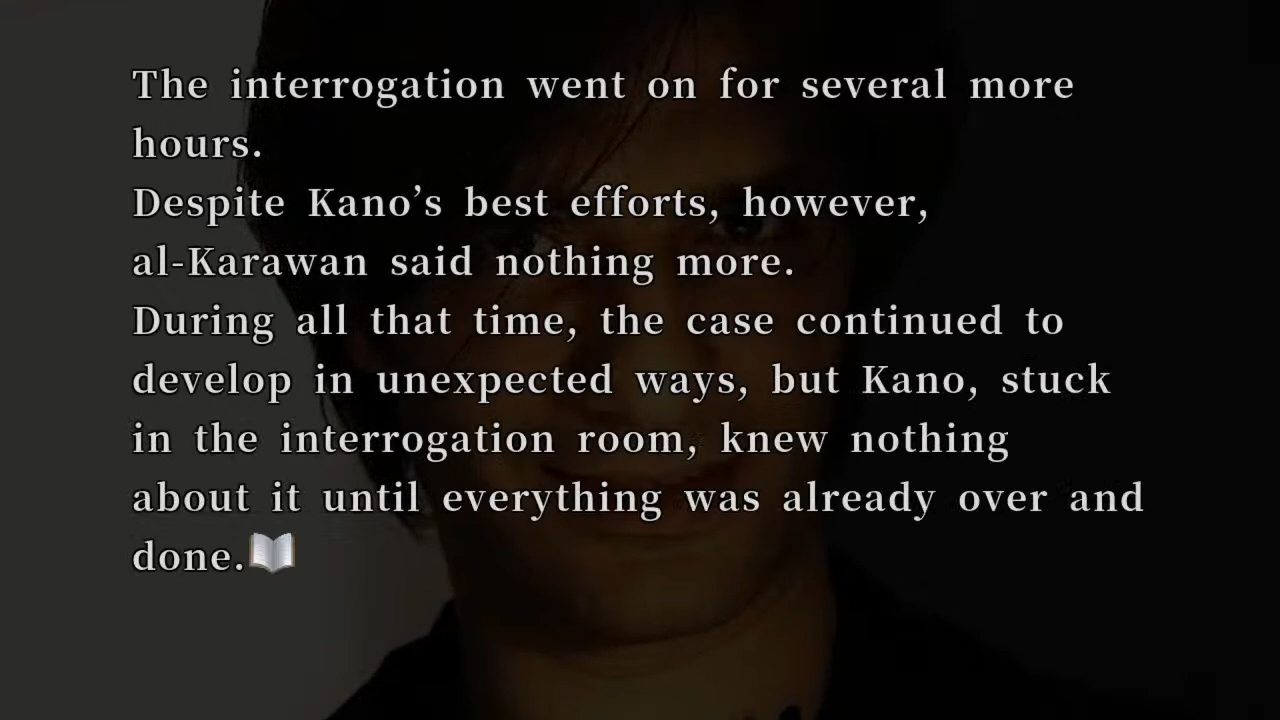 The interrogation went on for several more
hours.
Despite Kano’s best efforts, however,
al-Karawan said nothing more.
During all that time, the case continued to
develop in unexpected ways, but Kano, stuck
in the interrogation room, knew nothing
about it until everything was already over and
done.